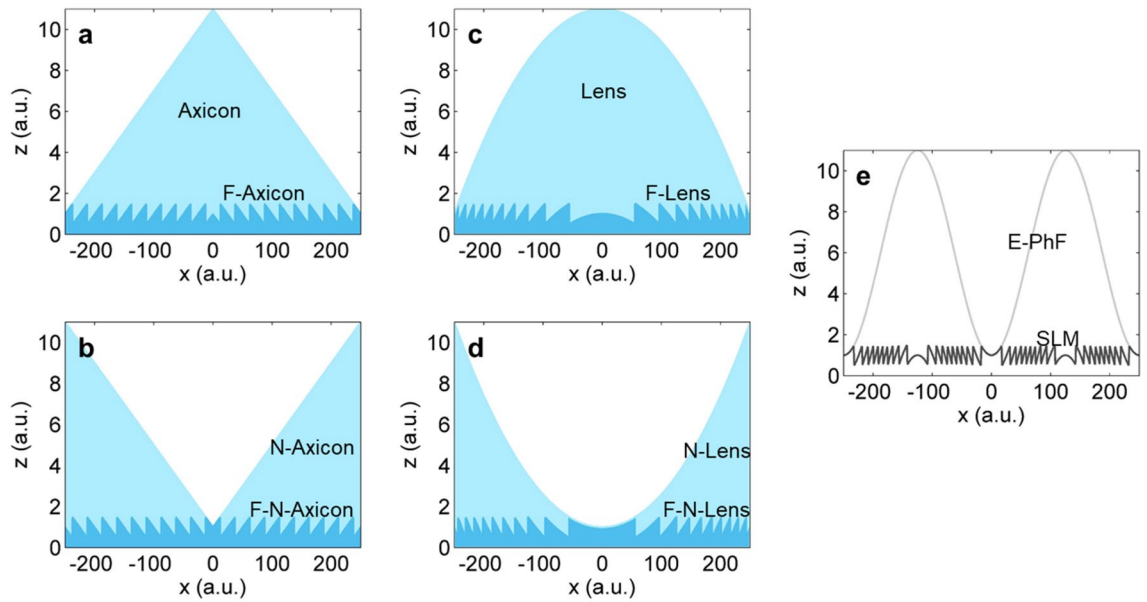 a
Axicon
F-Axicon
z (a.u.)
10
8
6
4
2
0
-200 -100 0 100 200
x (a.u.)
c
Lens
F-Lens
z (a.u.)
10
8
6
4
2
0
-200 -100 0 100 200
x (a.u.)
b
N-Axicon
F-N-Axicon
z (a.u.)
10
8
6
4
2
0
-200 -100 0 100 200
x (a.u.)
d
N-Lens
F-N-Lens
z (a.u.)
10
8
6
4
2
0
-200 -100 0 100 200
x (a.u.)
e
E-PhF
SLM
z (a.u.)
10
8
6
4
2
0
-200 -100 0 100 200
x (a.u.)